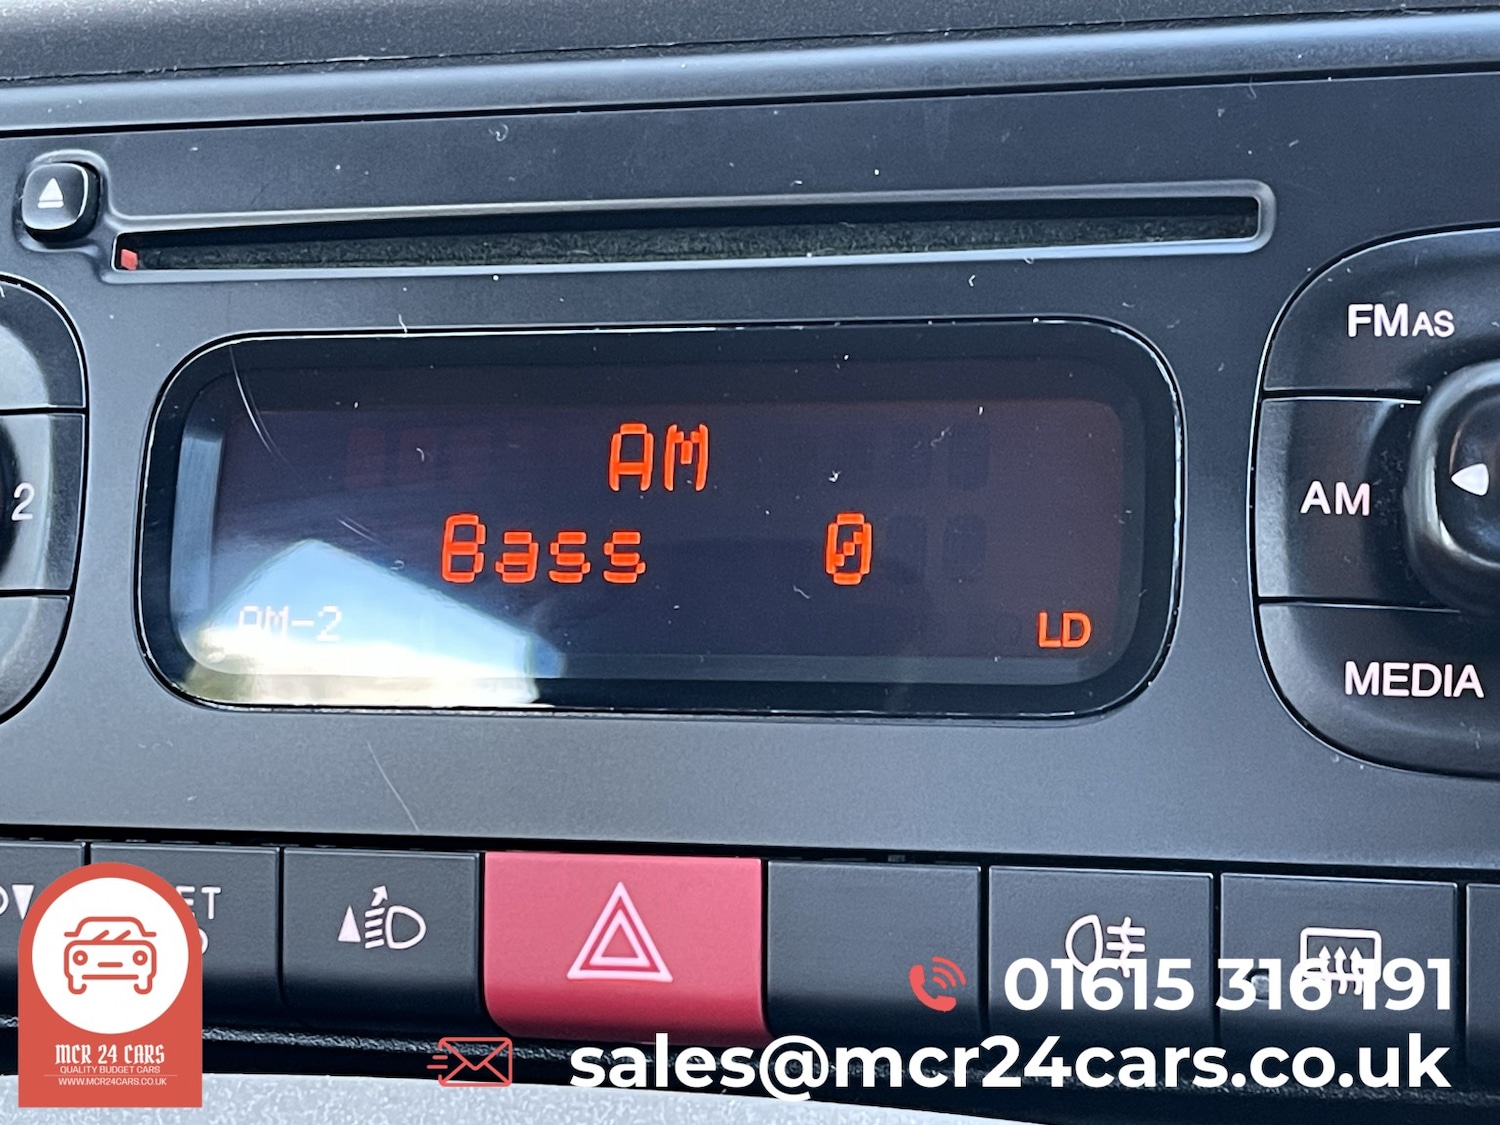 FMAS
AM
Bass 0
2
AM
AM-2
LD
MEDIA
01615 316 191
sales@mcr24cars.co.uk
MCR 24 CARS
QUALITY BUDGET CARS
WWW.MCR24CARS.CO.UK